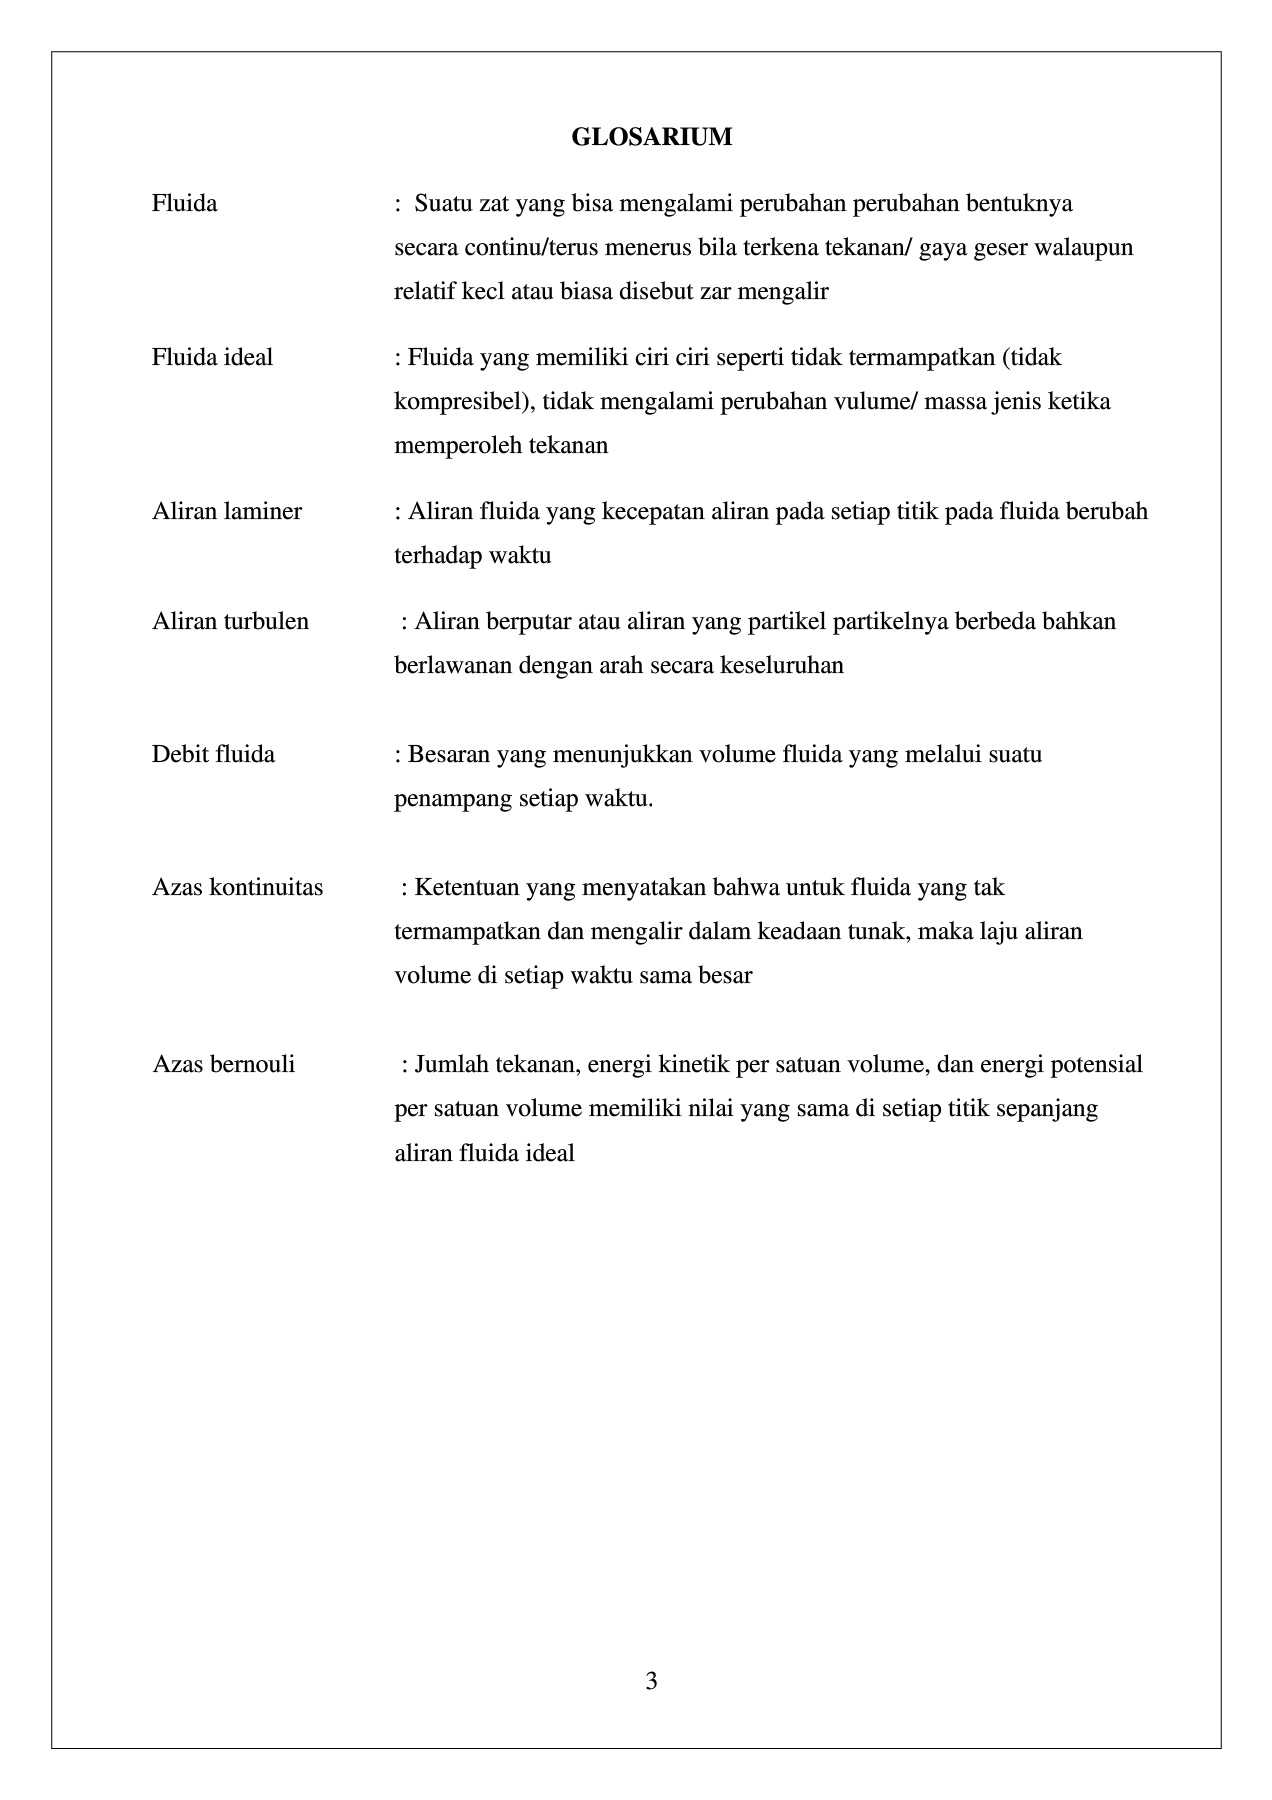 GLOSARIUM
Fluida : Suatu zat yang bisa mengalami perubahan perubahan bentuknya
secara continu/terus menerus bila terkena tekanan/ gaya geser walaupun
relatif kecl atau biasa disebut zar mengalir
Fluida ideal : Fluida yang memiliki ciri ciri seperti tidak termampatkan (tidak
kompresibel), tidak mengalami perubahan vulume/ massa jenis ketika
memperoleh tekanan
Aliran laminer : Aliran fluida yang kecepatan aliran pada setiap titik pada fluida berubah
terhadap waktu
Aliran turbulen : Aliran berputar atau aliran yang partikel partikelnya berbeda bahkan
berlawanan dengan arah secara keseluruhan
Debit fluida : Besaran yang menunjukkan volume fluida yang melalui suatu
penampang setiap waktu.
Azas kontinuitas : Ketentuan yang menyatakan bahwa untuk fluida yang tak
termampatkan dan mengalir dalam keadaan tunak, maka laju aliran
volume di setiap waktu sama besar
Azas bernouli : Jumlah tekanan, energi kinetik per satuan volume, dan energi potensial
per satuan volume memiliki nilai yang sama di setiap titik sepanjang
aliran fluida ideal
3